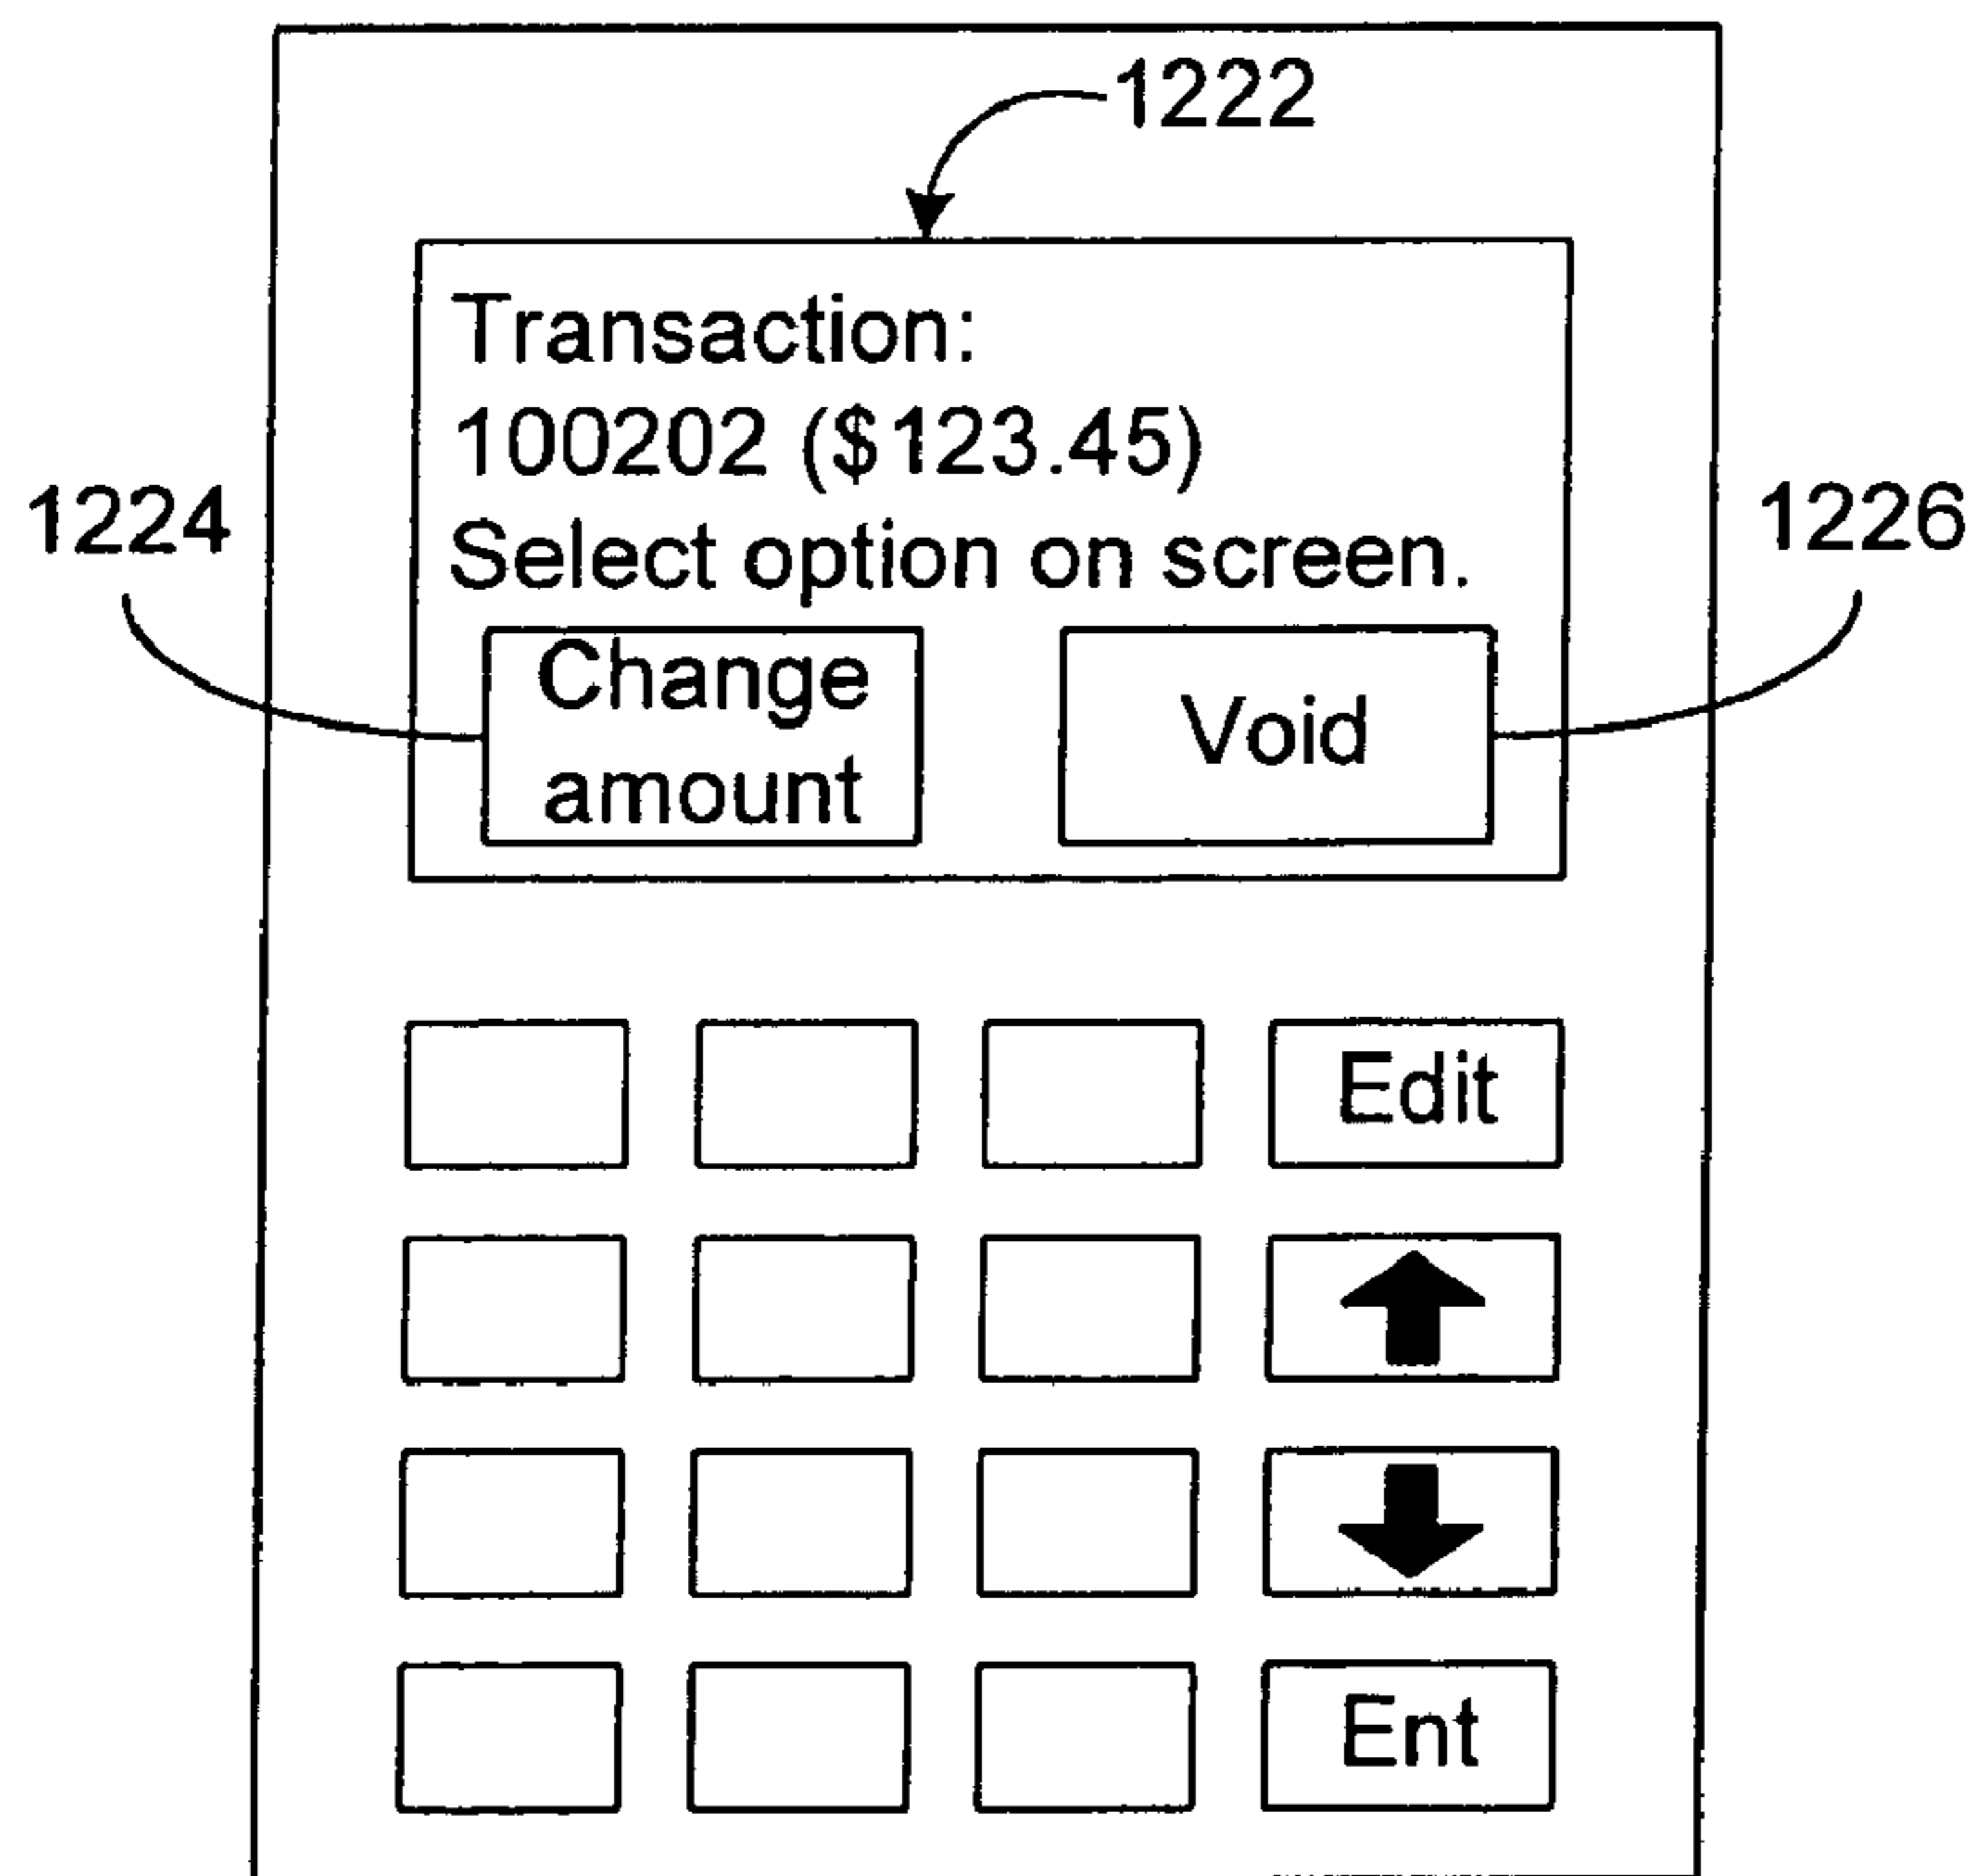 1222
Transaction:
100202 ($123.45)
Select option on screen.
1224
1226
Change
amount
Void
Edit
Ent